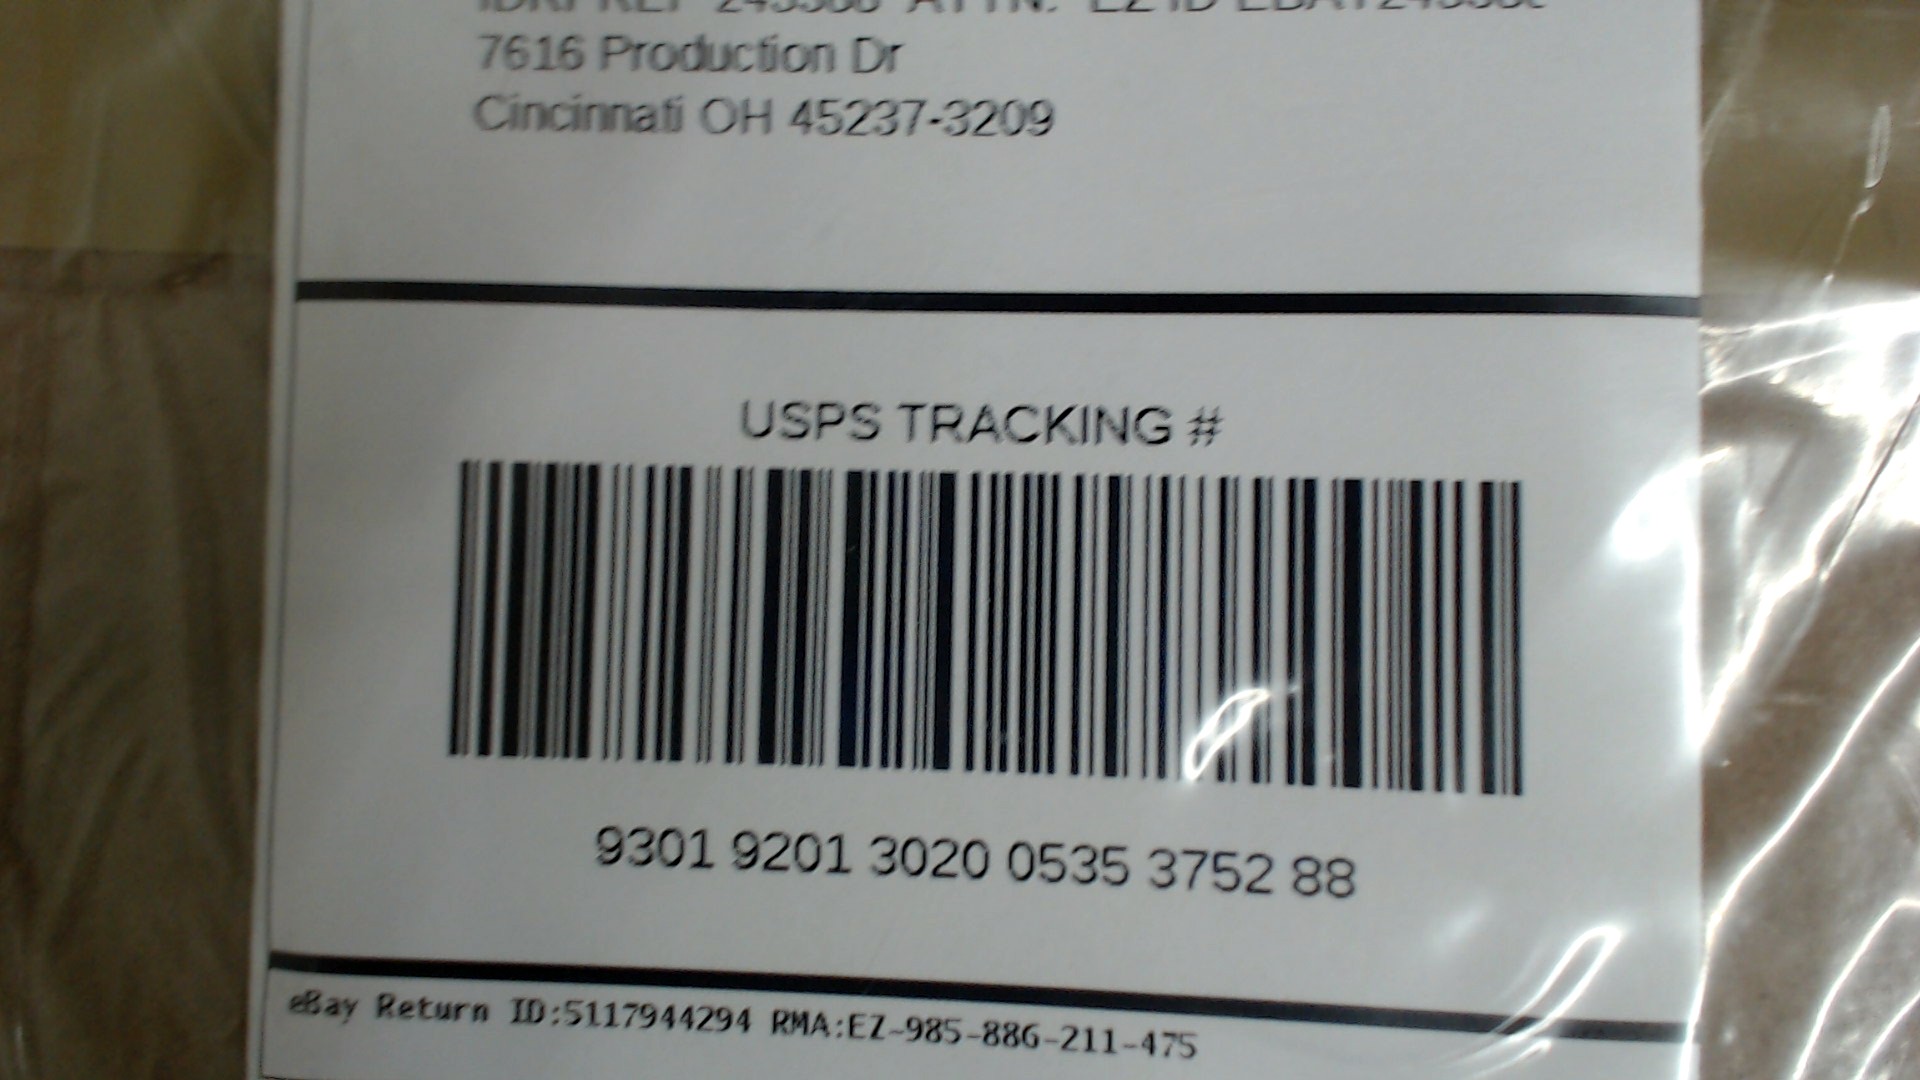 7616 Production Dr
Cincinnati OH 45237-3209
USPS TRACKING #
9301 9201 3020 0535 3752 88
eBay Return ID:5117944294 RMA:EZ-985-886-211-475